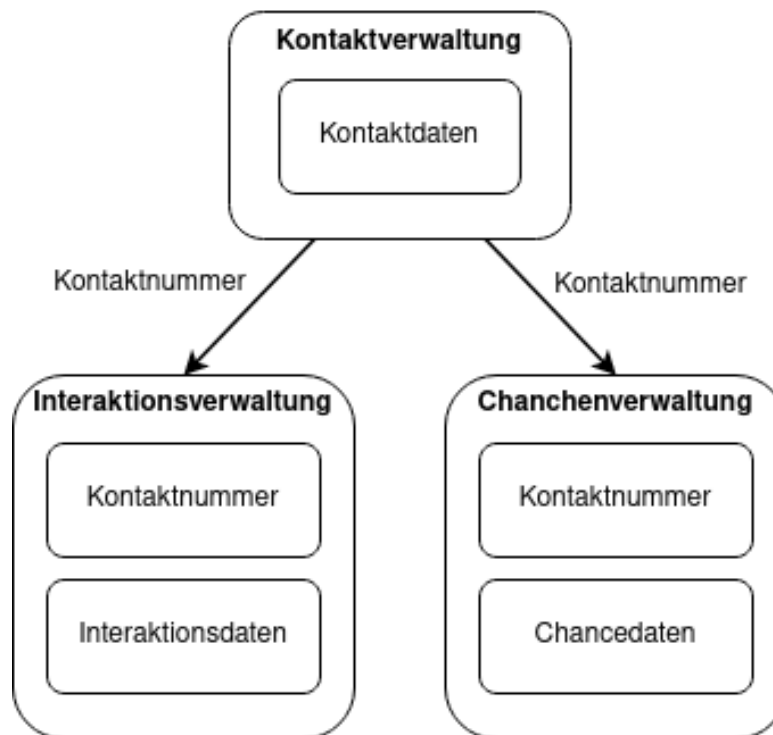 Kontaktverwaltung
Kontaktdaten
Kontaktnummer
Kontaktnummer
Interaktionsverwaltung
Kontaktnummer
Interaktionsdaten
Chanchenverwaltung
Kontaktnummer
Chancedaten